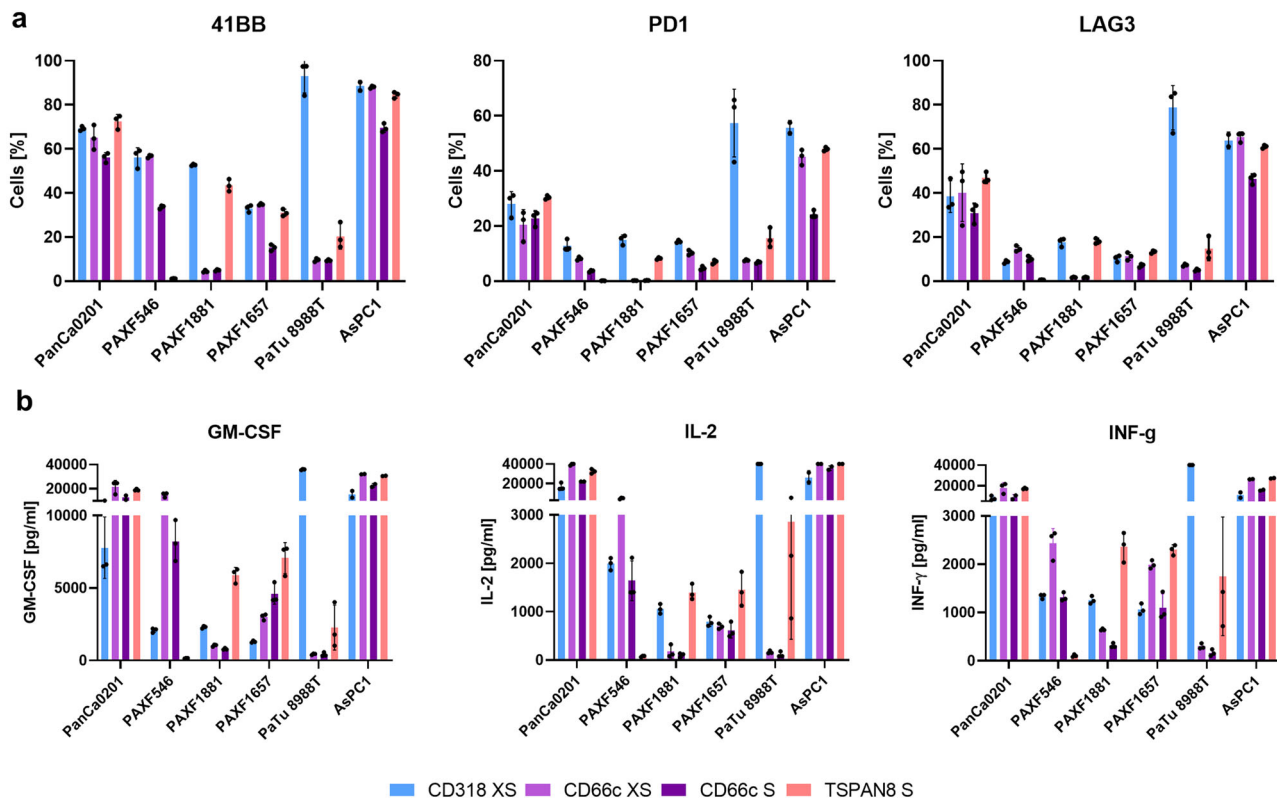 a
41BB
PD1
LAG3
Cells [%]
100
80
60
40
20
0
PanCa0201
PAXF546
PAXF1881
PAXF1657
PaTu 8988T
AsPC1
Cells [%]
80
60
40
20
0
PanCa0201
PAXF546
PAXF1881
PAXF1657
PaTu 8988T
AsPC1
Cells [%]
100
80
60
40
20
0
PanCa0201
PAXF546
PAXF1881
PAXF1657
PaTu 8988T
AsPC1
b
GM-CSF
IL-2
INF-g
GM-CSF [pg/ml]
40000
20000
10000
5000
0
PanCa0201
PAXF546
PAXF1881
PAXF1657
PaTu 8988T
AsPC1
IL-2 [pg/ml]
40000
20000
3000
2000
1000
0
PanCa0201
PAXF546
PAXF1881
PAXF1657
PaTu 8988T
AsPC1
INF-γ [pg/ml]
40000
20000
3000
2000
1000
0
PanCa0201
PAXF546
PAXF1881
PAXF1657
PaTu 8988T
AsPC1
CD318 XS CD66c XS CD66c S TSPAN8 S